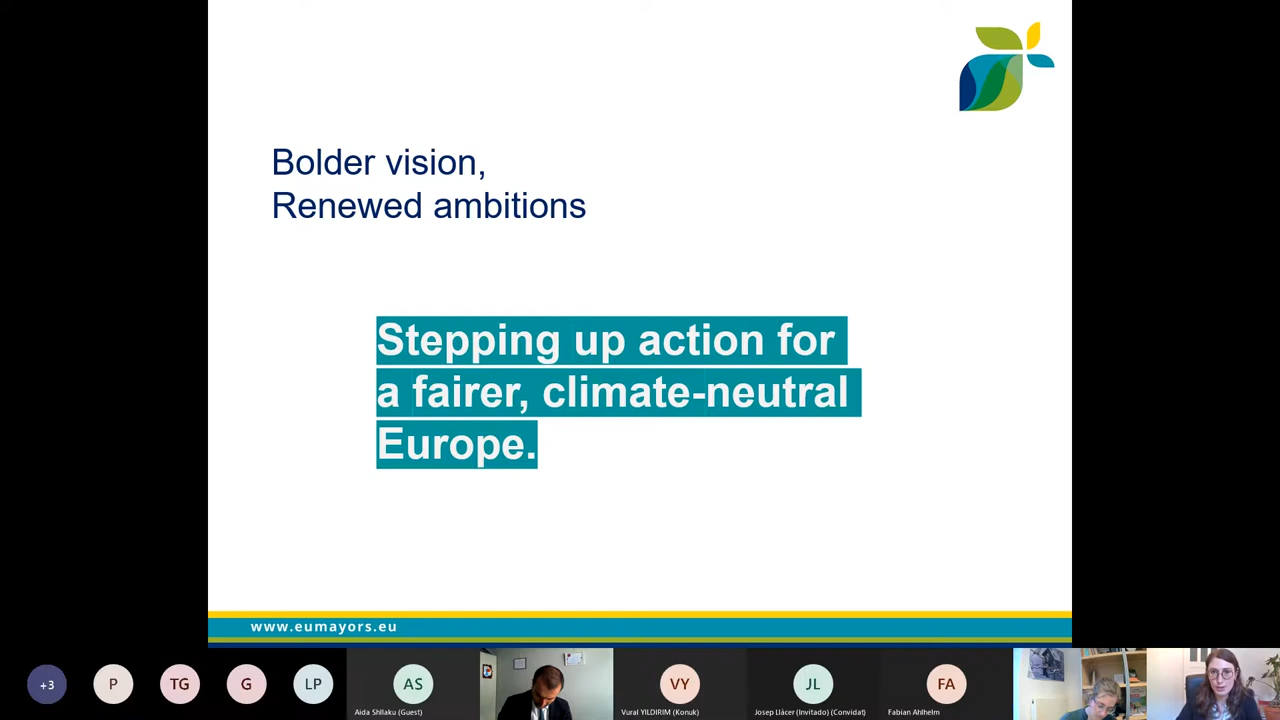 Bolder vision,
Renewed ambitions
Stepping up action for
a fairer, climate-neutral
Europe.
www.eumayors.eu
+3
P
TG
G
LP
AS
VY
JL
FA
Aida Shllaku (Guest)
Vural YILDIRIM (Konuk)
Josep Llàcer (Invitado) (Convidat)
Fabian Ahlhelm